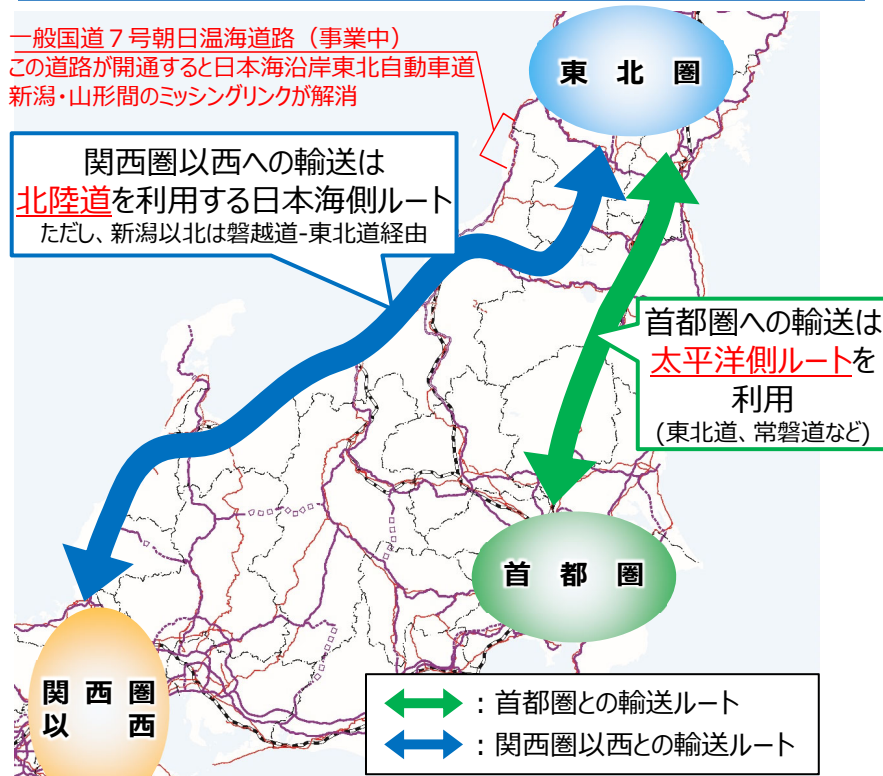 一般国道７号朝日温海道路（事業中）
この道路が開通すると日本海沿岸東北自動車道
新潟・山形間のミッシングリンクが解消
東北圏
関西圏以西への輸送は
北陸道を利用する日本海側ルート
ただし、新潟以北は磐越道-東北道経由
首都圏への輸送は
太平洋側ルートを
利用
(東北道、常磐道など)
首都圏
関西圏
以西
：首都圏との輸送ルート
：関西圏以西との輸送ルート